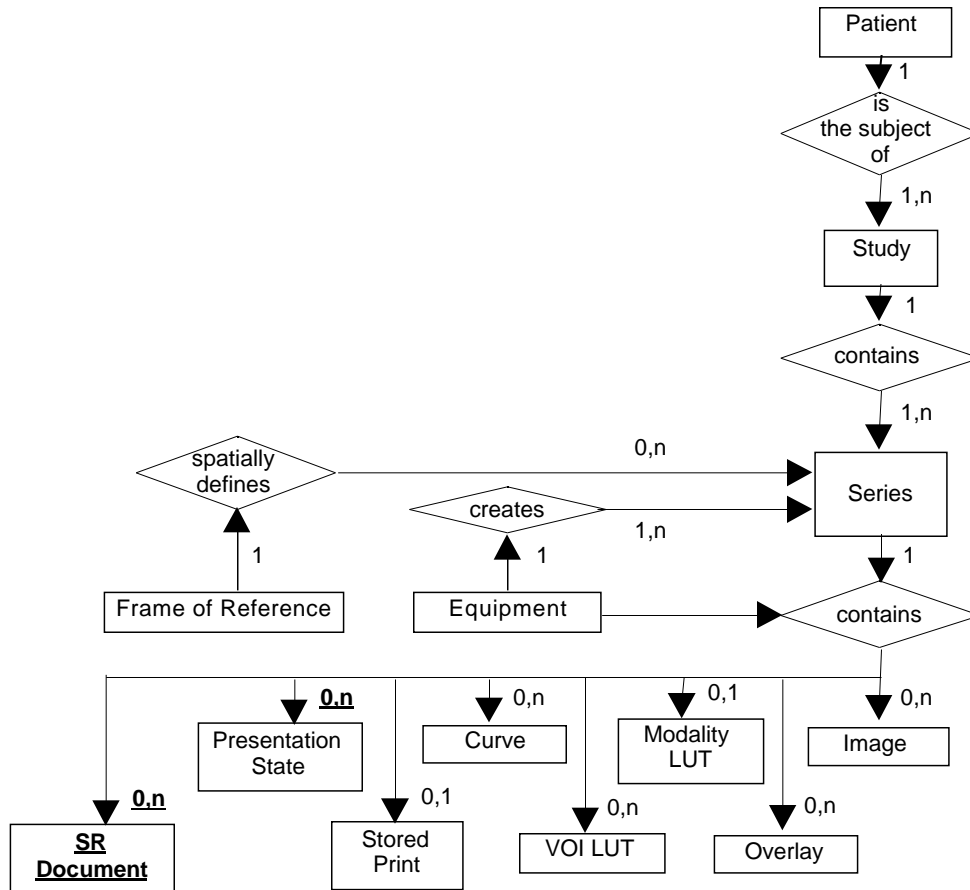 Patient
1
is
the subject
of
1,n
Study
1
contains
1,n
0,n
spatially
defines
Series
creates
1,n
1
1
1
Frame of Reference
Equipment
contains
0,n
0,n
0,1
0,n
Presentation
State
Curve
Modality
LUT
Image
0,n
0,1
0,n
0,n
SR
Document
Stored
Print
VOI LUT
Overlay